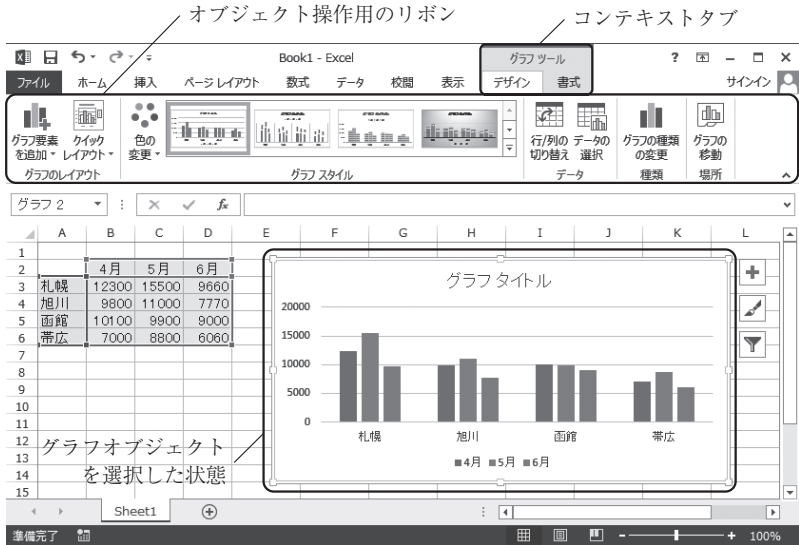 オブジェクト操作用のリボン
コンテキストタブ
Book1 - Excel
グラフ ツール
?
ファイル ホーム 挿入 ページ レイアウト 数式 データ 校閲 表示 デザイン 書式 サインイン
グラフ要素を追加 クイックレイアウト 色の変更 行/列の切り替え データの選択 グラフの種類の変更 グラフの移動
グラフのレイアウト グラフ スタイル データ 種類 場所
グラフ 2 fx
A B C D E F G H I J K L
1
2 4月 5月 6月
3 札幌 12300 15500 9660
4 旭川 9800 11000 7770
5 函館 10100 9900 9000
6 帯広 7000 8800 6060
7
8
9
10
11
12
13
14
15
グラフ タイトル
20000
15000
10000
5000
0
札幌 旭川 函館 帯広
■4月 ■5月 ■6月
グラフオブジェクト
を選択した状態
Sheet1
準備完了 100%